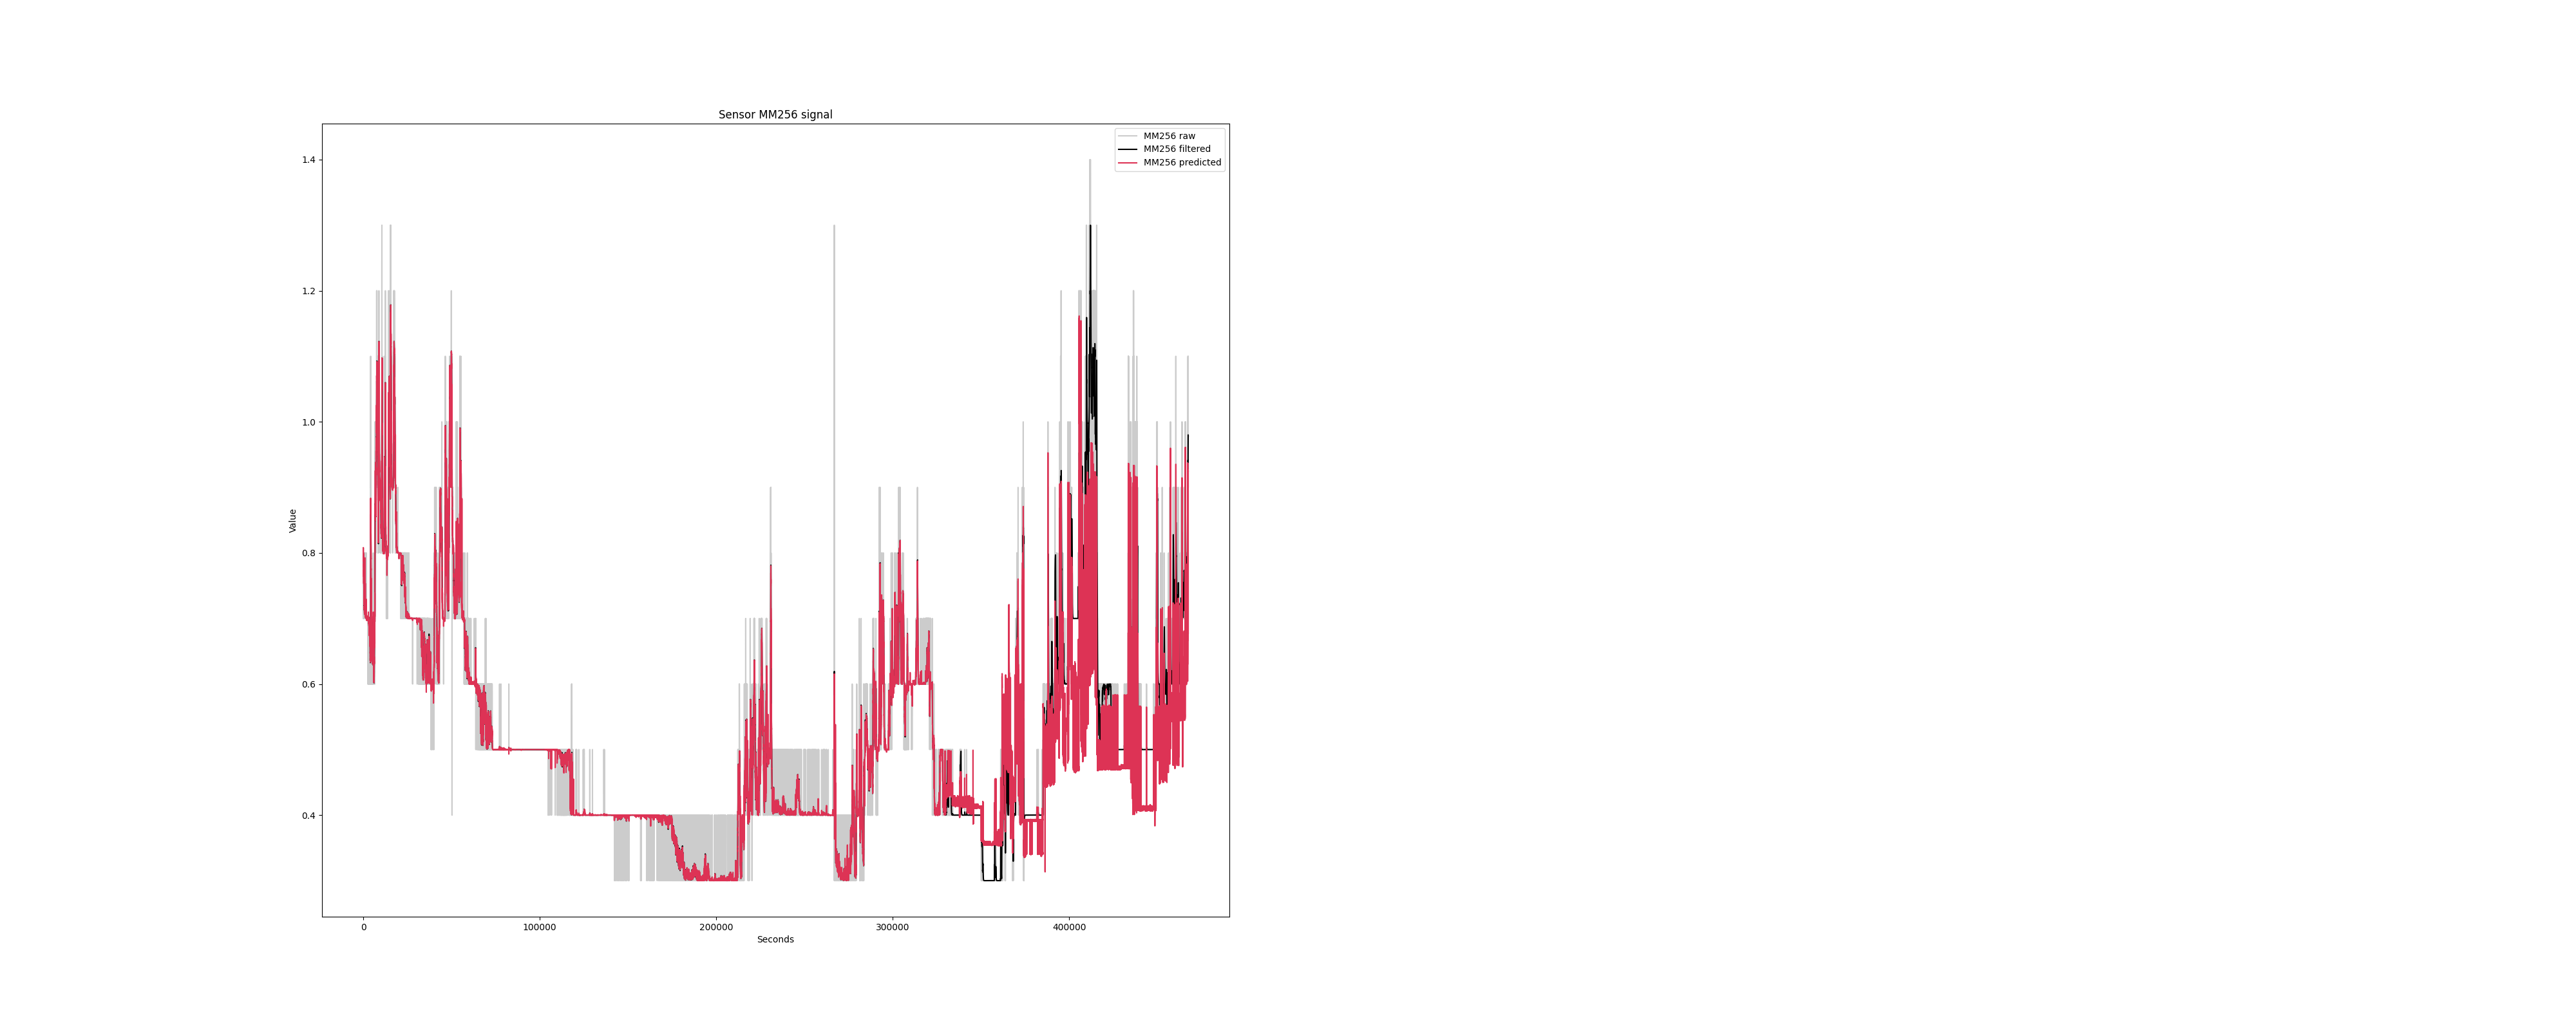 Sensor MM256 signal
MM256 raw
MM256 filtered
MM256 predicted
1.4
1.2
1.0
0.8
0.6
0.4
Value
0 100000 200000 300000 400000
Seconds